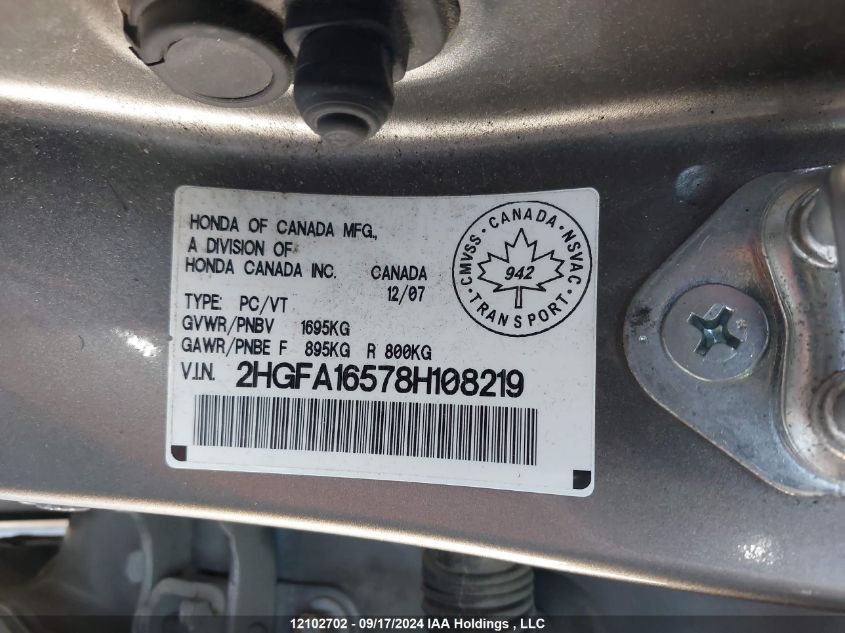 HONDA OF CANADA MFG.,
A DIVISION OF
HONDA CANADA INC. CANADA
12/07
TYPE: PC/VT
GVWR/PNBV 1695KG
GAWR/PNBE F 895KG R 800KG
V.I.N. 2HGFA16578H108219
CMVSS · CANADA · NSVAC
942
· TRANSPORT ·
12102702 - 09/17/2024 IAA Holdings , LLC